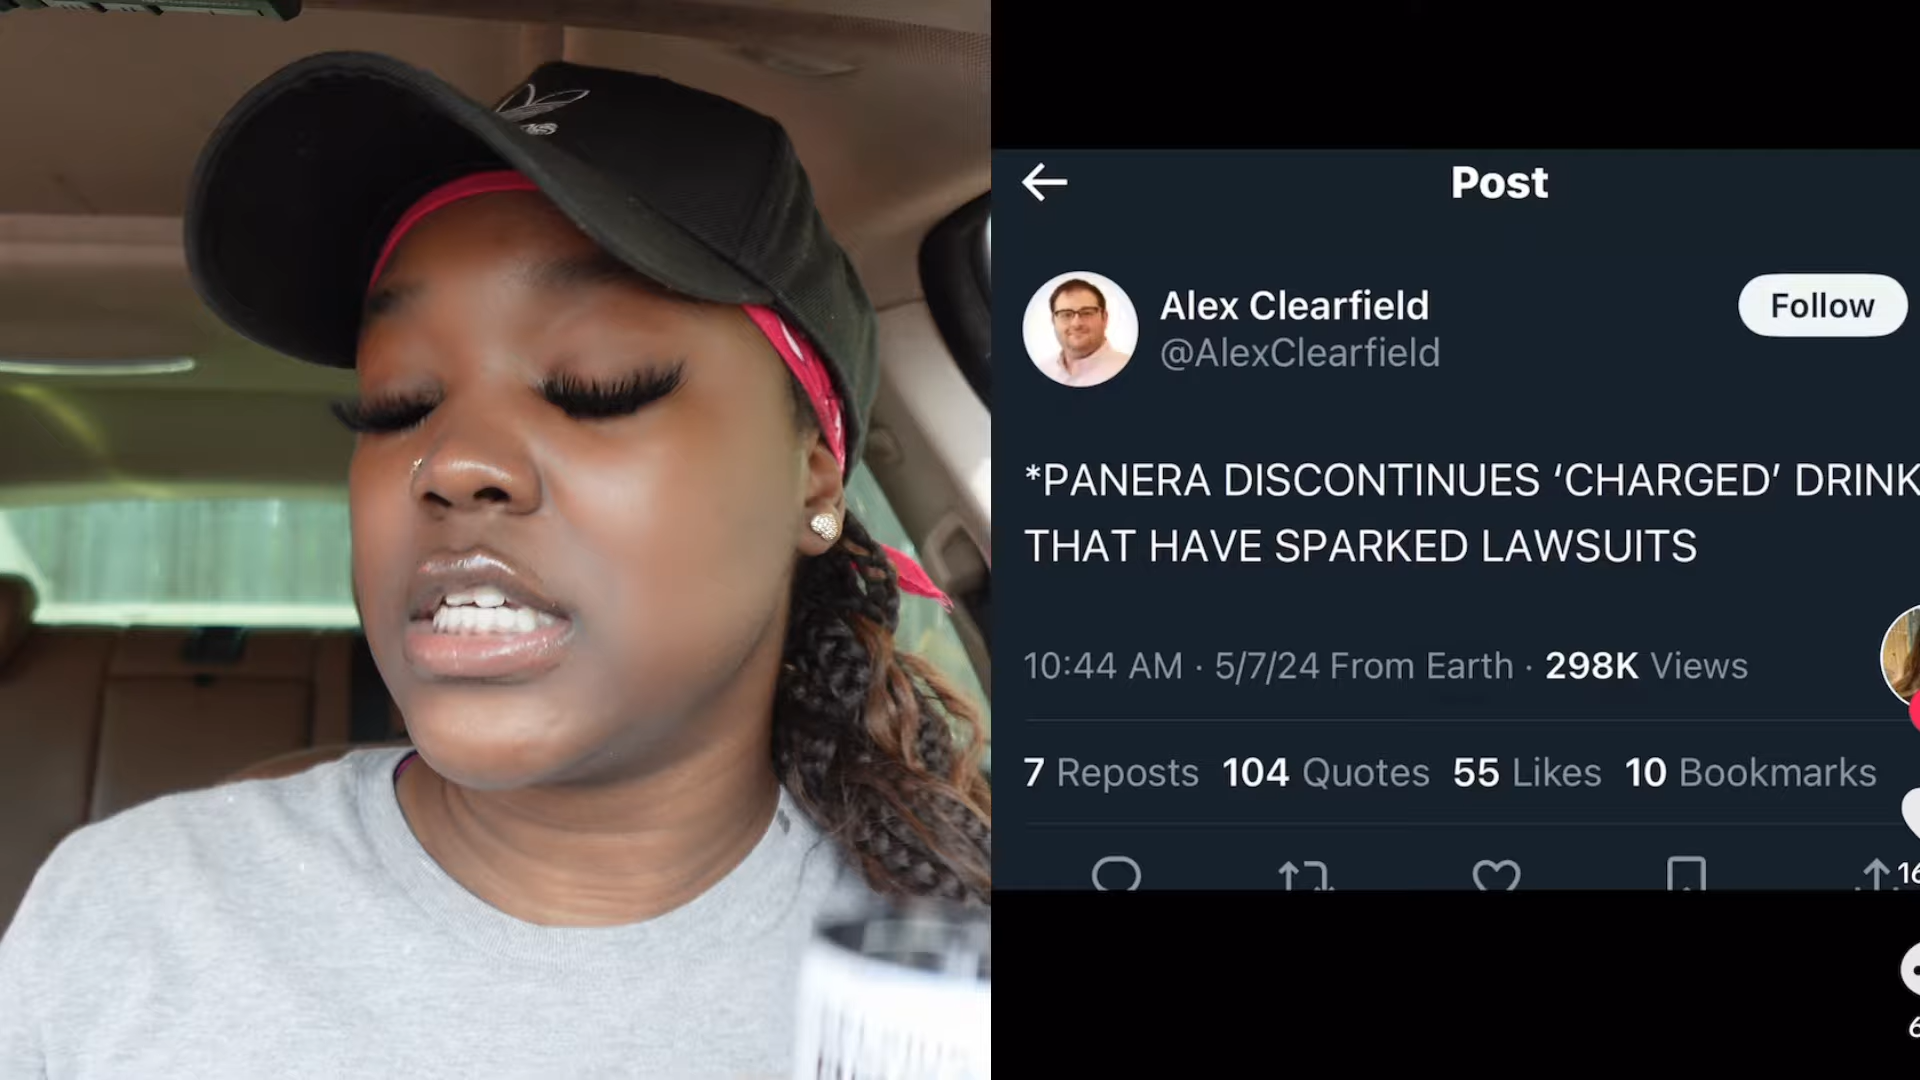 Post
Alex Clearfield
@AlexClearfield
Follow
*PANERA DISCONTINUES ‘CHARGED’ DRINK
THAT HAVE SPARKED LAWSUITS
10:44 AM · 5/7/24 From Earth · 298K Views
7 Reposts 104 Quotes 55 Likes 10 Bookmarks